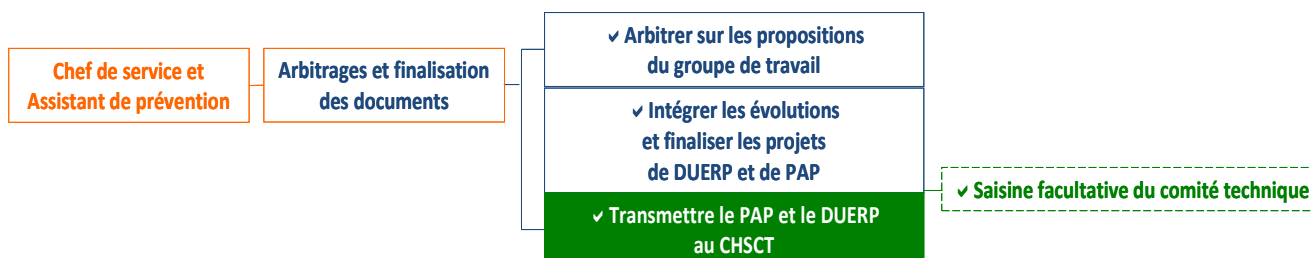 Chef de service et
Assistant de prévention
Arbitrages et finalisation
des documents
✓ Arbitrer sur les propositions
du groupe de travail
✓ Intégrer les évolutions
et finaliser les projets
de DUERP et de PAP
✓ Transmettre le PAP et le DUERP
au CHSCT
✓ Saisine facultative du comité technique